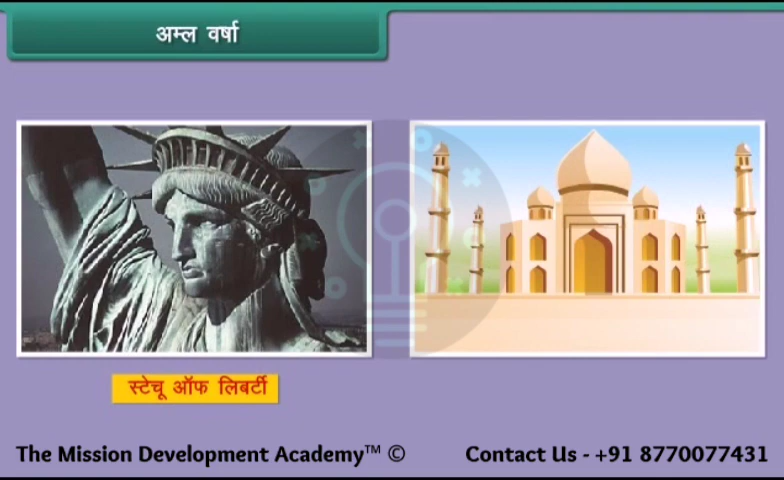 अम्ल वर्षा
स्टेचू ऑफ लिबर्टी
The Mission Development Academy™ © Contact Us - +91 8770077431